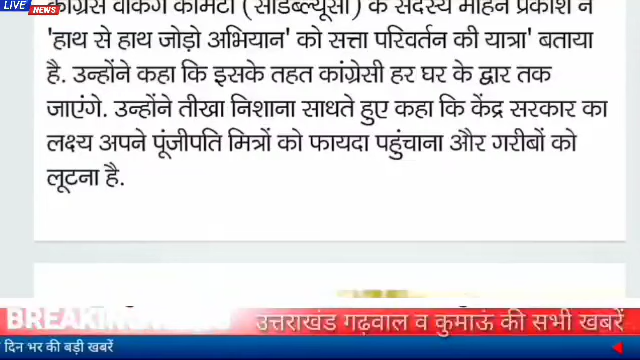 LIVE
NEWS
कांग्रेस वर्किंग कमेटी (सीडब्ल्यूसी) के सदस्य मोहन प्रकाश ने
'हाथ से हाथ जोड़ो अभियान' को सत्ता परिवर्तन की यात्रा' बताया
है. उन्होंने कहा कि इसके तहत कांग्रेसी हर घर के द्वार तक
जाएंगे. उन्होंने तीखा निशाना साधते हुए कहा कि केंद्र सरकार का
लक्ष्य अपने पूंजीपति मित्रों को फायदा पहुंचाना और गरीबों को
लूटना है.
BREAKING NEWS
उत्तराखंड गढ़वाल व कुमाऊं की सभी खबरें
दिन भर की बड़ी खबरें